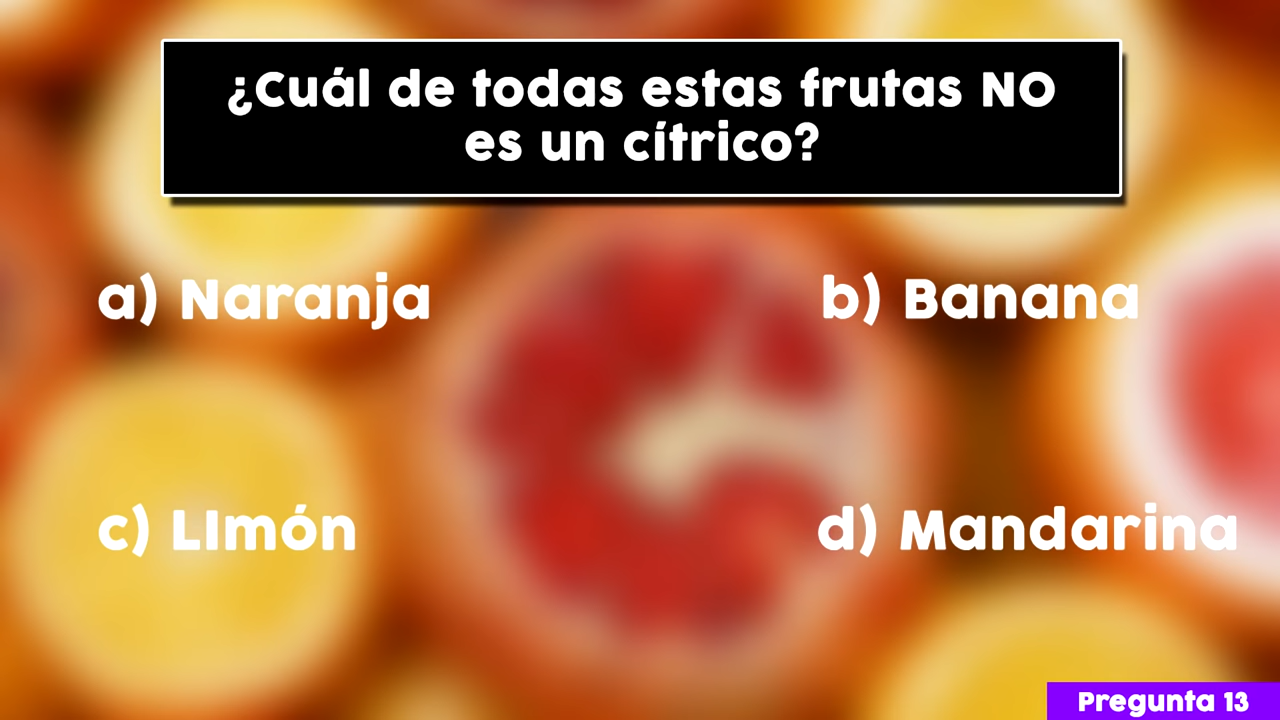 ¿Cuál de todas estas frutas NO
es un cítrico?
a) Naranja
b) Banana
c) LImón
d) Mandarina
Pregunta 13